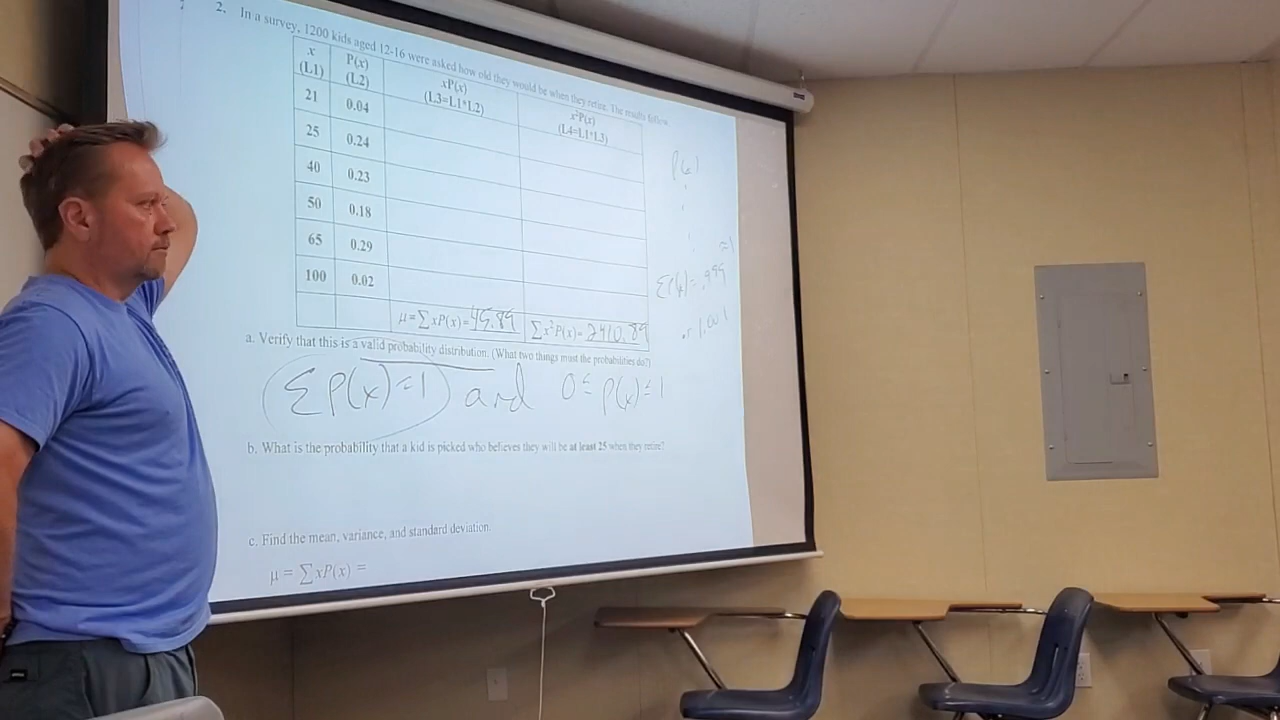 2. In a survey, 1200 kids aged 12-16 were asked how old they would be when they retire. The results follow.
x P(x) xP(x) x²P(x)
(L1) (L2) (L3=L1*L2) (L4=L1*L3)
21 0.04
25 0.24
40 0.23
50 0.18
65 0.29
100 0.02
μ=∑xP(x)= 45.89 ∑x²P(x)= 2410.89
≈1
∑P(x)= .999
or 1.001
a. Verify that this is a valid probability distribution. (What two things must the probabilities do?)
∑P(x)=1 and 0≤P(x)≤1
b. What is the probability that a kid is picked who believes they will be at least 25 when they retire?
c. Find the mean, variance, and standard deviation.
μ = ∑xP(x) =